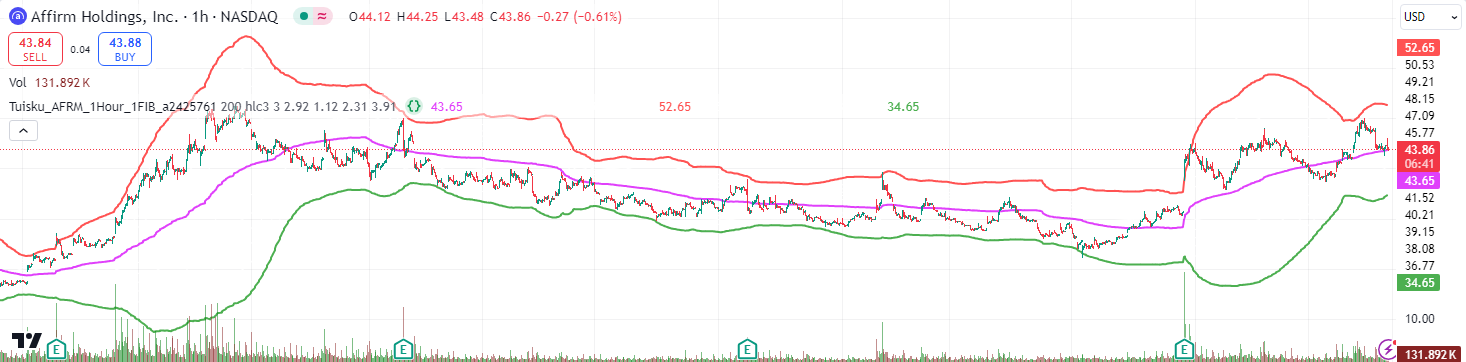 Affirm Holdings, Inc. · 1h · NASDAQ O44.12 H44.25 L43.48 C43.86 −0.27 (−0.61%)
USD
43.84 SELL
0.04
43.88 BUY
Vol 131.892 K
Tuisku_AFRM_1Hour_1FIB_a2425761 200 hlc3 3 2.92 1.12 2.31 3.91 43.65 52.65 34.65
52.65
50.53
49.21
48.15
47.09
45.77
43.86
06:41
43.65
41.52
40.21
39.15
38.08
36.77
34.65
10.00
131.892 K
E
E
E
E